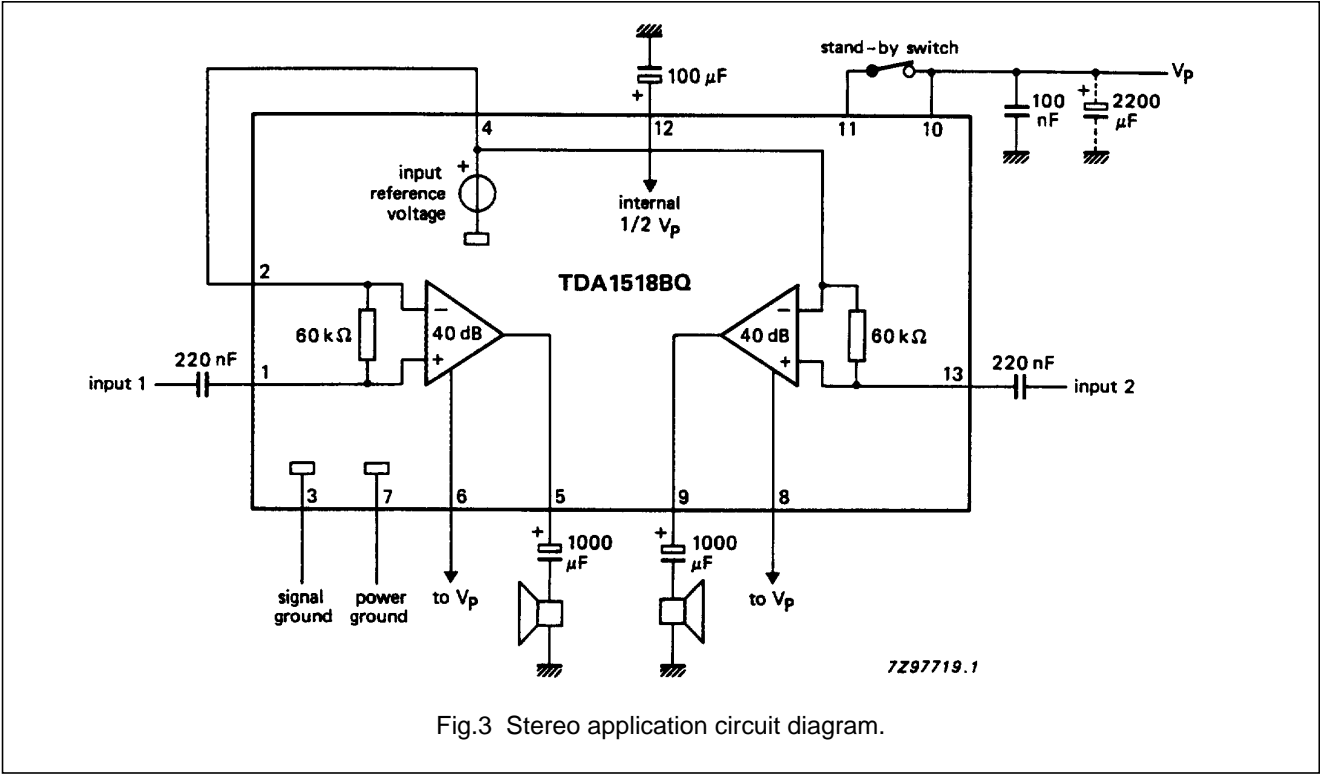 stand-by switch
100 µF
+
VP
4
12
11
10
100
nF
+
2200
µF
+
input
reference
voltage
internal
1/2 VP
TDA1518BQ
2
60 kΩ
−
40 dB
+
−
40 dB
+
60 kΩ
220 nF
input 1
1
13
220 nF
input 2
3
7
6
5
9
8
+
1000
µF
+
1000
µF
signal
ground
power
ground
to VP
to VP
7Z97719.1
Fig.3 Stereo application circuit diagram.